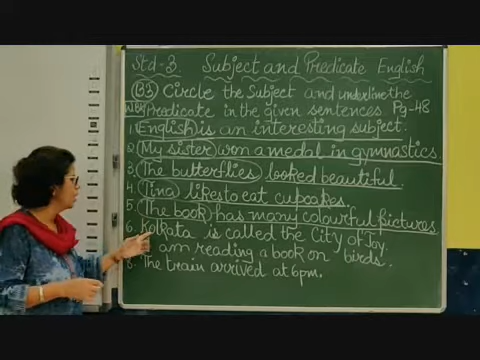 Std-3 Subject and Predicate English
B3 Circle the Subject and underline the
Predicate in the given sentences Pg-48
1. English is an interesting subject.
2. My sister won a medal in gymnastics.
3. The butterflies looked beautiful.
4. Tina likes to eat cupcakes.
5. The book has many colourful pictures
6. Kolkata is called the City of Joy.
am reading a book on birds.
8. The train arrived at 6pm.